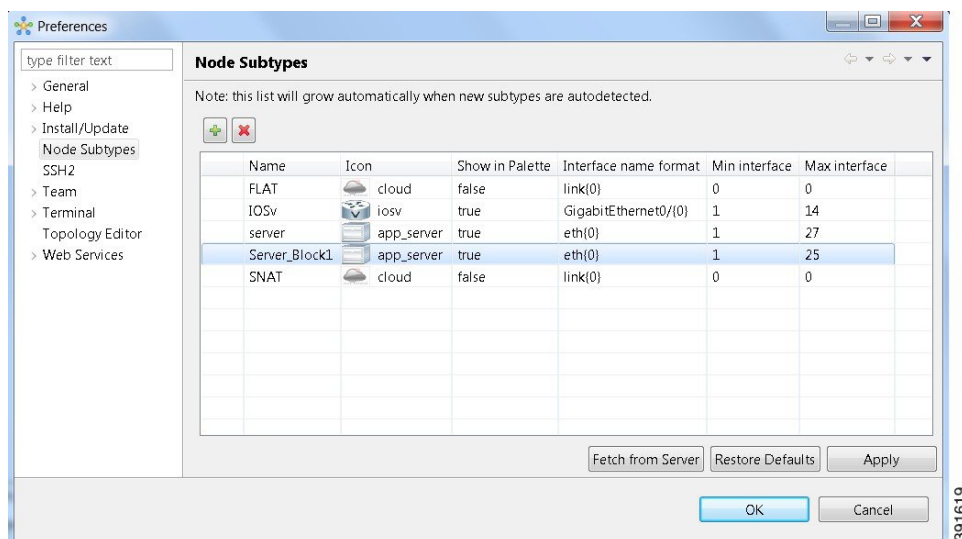 Preferences
type filter text
General
Help
Install/Update
Node Subtypes
SSH2
Team
Terminal
Topology Editor
Web Services
Node Subtypes
Note: this list will grow automatically when new subtypes are autodetected.
Name Icon Show in Palette Interface name format Min interface Max interface
FLAT cloud false link{0} 0 0
IOSv iosv true GigabitEthernet0/{0} 1 14
server app_server true eth{0} 1 27
Server_Block1 app_server true eth{0} 1 25
SNAT cloud false link{0} 0 0
Fetch from Server Restore Defaults Apply
OK Cancel
391619